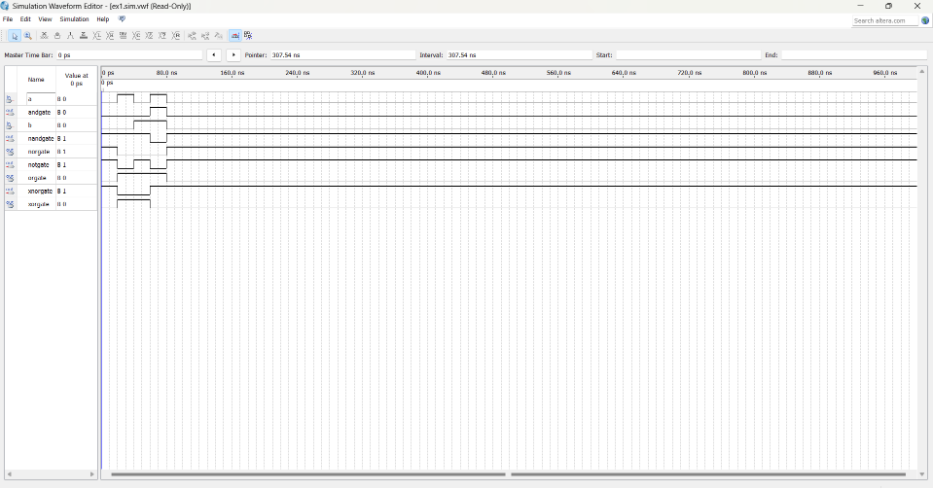 Simulation Waveform Editor - [ex1.sim.vwf (Read-Only)]
File Edit View Simulation Help
Search altera.com
Master Time Bar: 0 ps Pointer: 307.54 ns Interval: 307.54 ns Start: End:
Name Value at 0 ps
0 ps 80.0 ns 160.0 ns 240.0 ns 320.0 ns 400.0 ns 480.0 ns 560.0 ns 640.0 ns 720.0 ns 800.0 ns 880.0 ns 960.0 ns
0 ps
a B 0
andgate B 0
b B 0
nandgate B 1
norgate B 1
notgate B 1
orgate B 0
xnorgate B 1
xorgate B 0